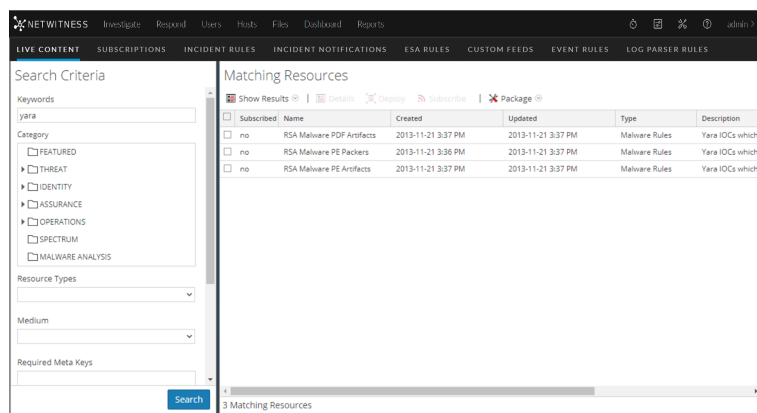 NETWITNESS Investigate Respond Users Hosts Files Dashboard Reports admin >
LIVE CONTENT SUBSCRIPTIONS INCIDENT RULES INCIDENT NOTIFICATIONS ESA RULES CUSTOM FEEDS EVENT RULES LOG PARSER RULES
Search Criteria
Keywords
yara
Category
FEATURED
THREAT
IDENTITY
ASSURANCE
OPERATIONS
SPECTRUM
MALWARE ANALYSIS
Resource Types
Medium
Required Meta Keys
Search
Matching Resources
Show Results | Details Deploy Subscribe | Package
Subscribed Name Created Updated Type Description
no RSA Malware PDF Artifacts 2013-11-21 3:37 PM 2013-11-21 3:37 PM Malware Rules Yara IOCs which
no RSA Malware PE Packers 2013-11-21 3:36 PM 2013-11-21 3:37 PM Malware Rules Yara IOCs which
no RSA Malware PE Artifacts 2013-11-21 3:37 PM 2013-11-21 3:37 PM Malware Rules Yara IOCs which
3 Matching Resources